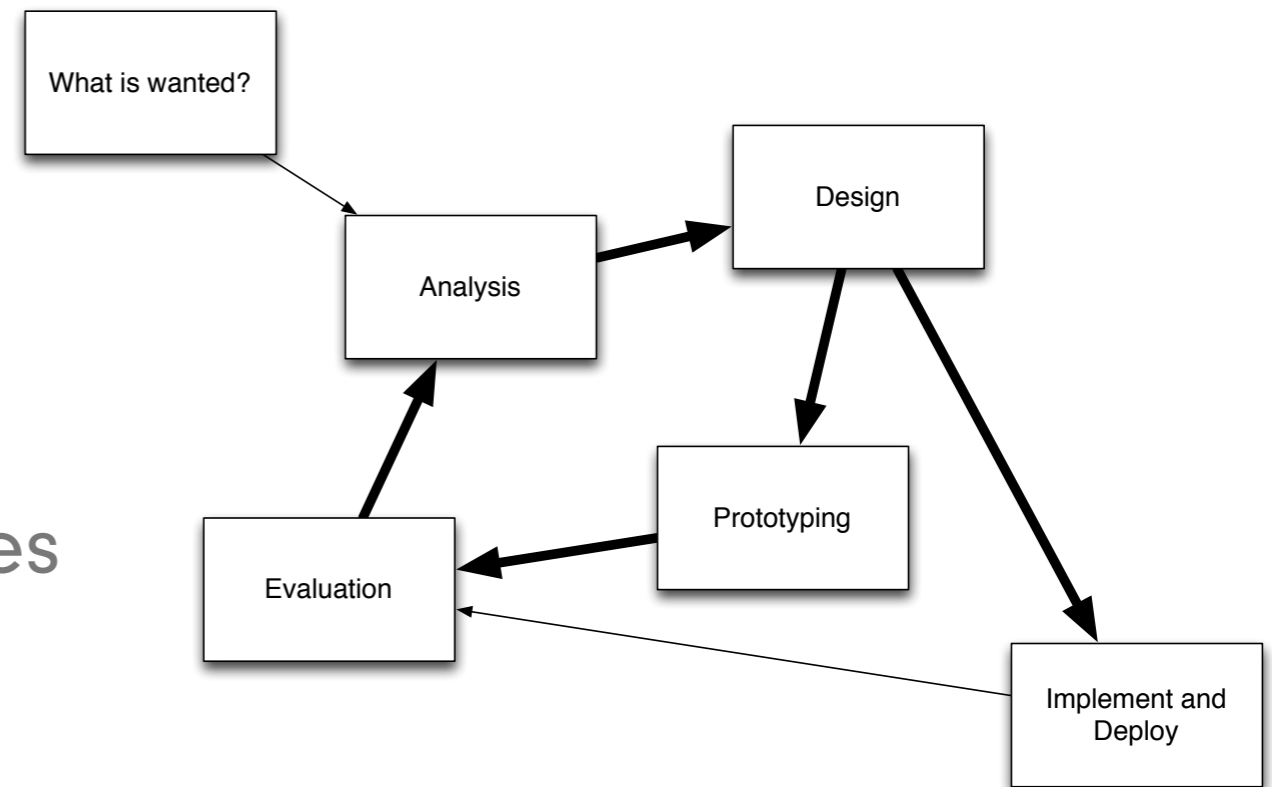 What is wanted?
Design
Analysis
Prototyping
es
Evaluation
Implement and
Deploy